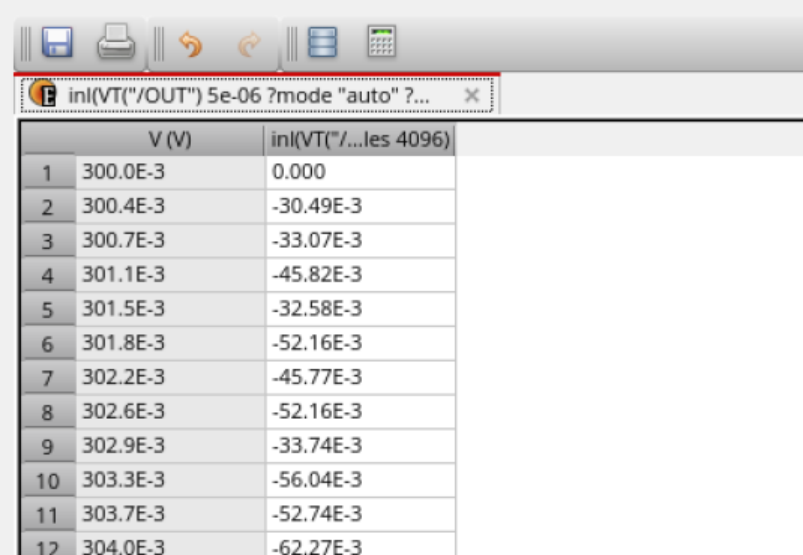 E inl(VT("/OUT") 5e-06 ?mode "auto" ?...
V (V) inl(VT("/...les 4096)
1 300.0E-3 0.000
2 300.4E-3 -30.49E-3
3 300.7E-3 -33.07E-3
4 301.1E-3 -45.82E-3
5 301.5E-3 -32.58E-3
6 301.8E-3 -52.16E-3
7 302.2E-3 -45.77E-3
8 302.6E-3 -52.16E-3
9 302.9E-3 -33.74E-3
10 303.3E-3 -56.04E-3
11 303.7E-3 -52.74E-3
12 304.0E-3 -62.27E-3